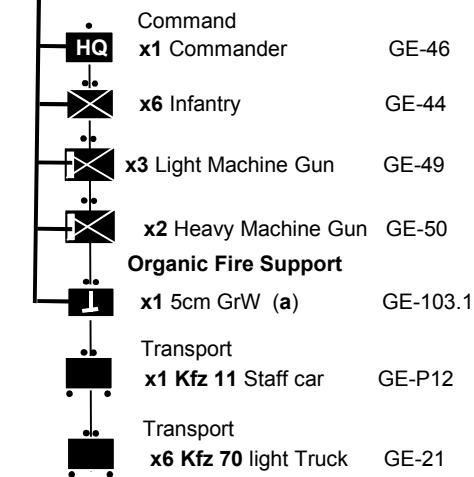 Command
HQ x1 Commander GE-46
x6 Infantry GE-44
x3 Light Machine Gun GE-49
x2 Heavy Machine Gun GE-50
Organic Fire Support
x1 5cm GrW (a) GE-103.1
Transport
x1 Kfz 11 Staff car GE-P12
Transport
x6 Kfz 70 light Truck GE-21